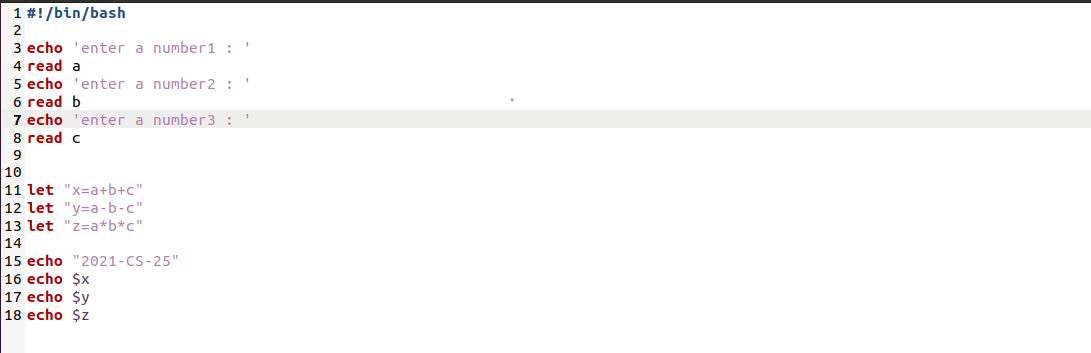 1 #!/bin/bash
2
3 echo 'enter a number1 : '
4 read a
5 echo 'enter a number2 : '
6 read b
7 echo 'enter a number3 : '
8 read c
9
10
11 let "x=a+b+c"
12 let "y=a-b-c"
13 let "z=a*b*c"
14
15 echo "2021-CS-25"
16 echo $x
17 echo $y
18 echo $z